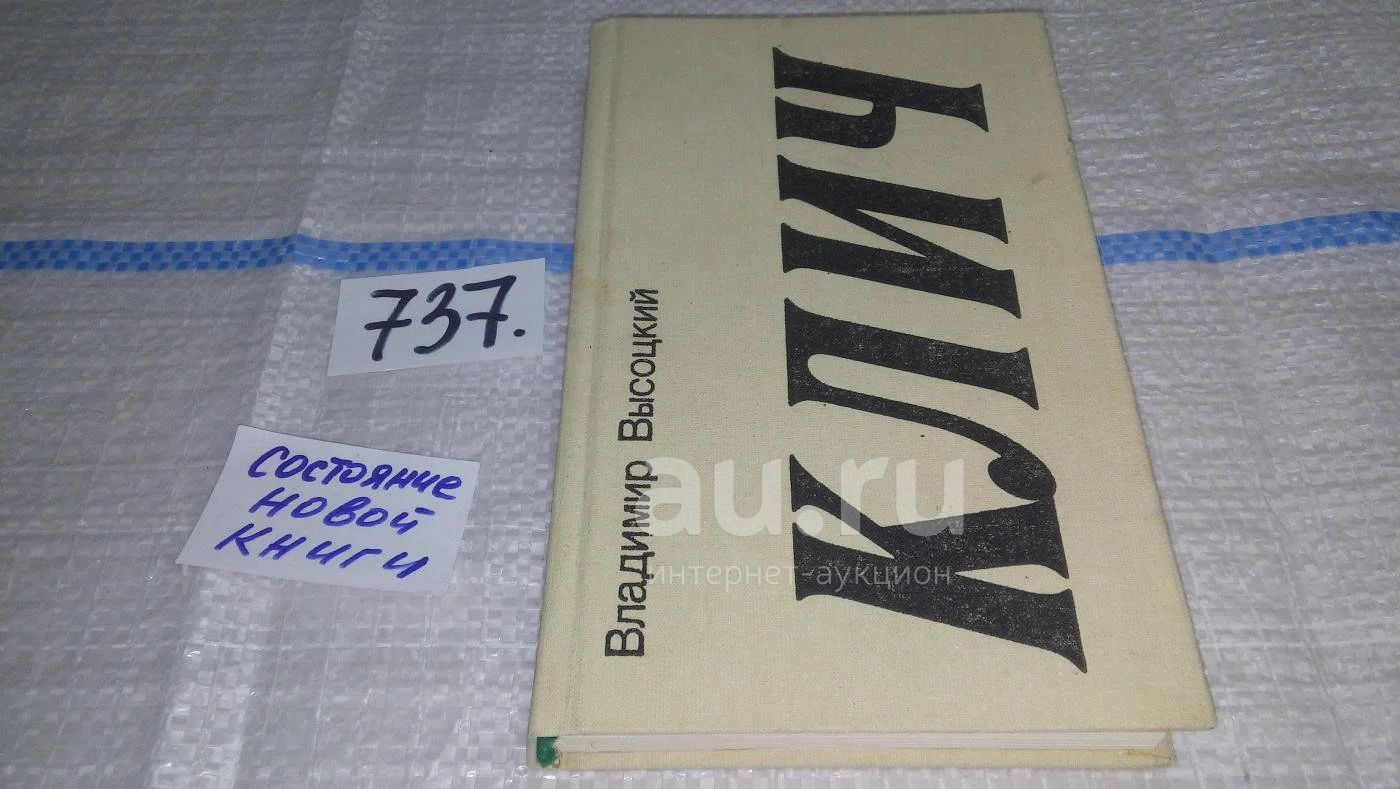 737.
состояние
новой
книги
Владимир Высоцкий
КЛИЧ
au.ru
интернет-аукцион